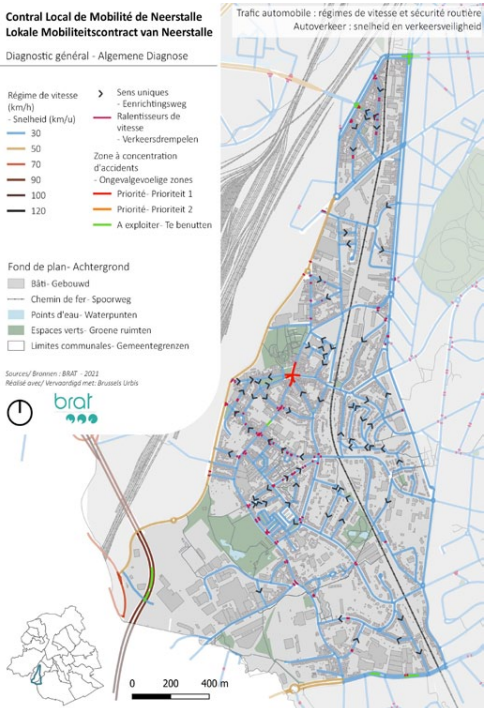 Contral Local de Mobilité de Neerstalle
Lokale Mobiliteitscontract van Neerstalle
Diagnostic général - Algemene Diagnose
Trafic automobile : régimes de vitesse et sécurité routière
Autoverkeer : snelheid en verkeersveiligheid
Régime de vitesse
(km/h)
- Snelheid (km/u)
30
50
70
90
100
120
Sens uniques
- Eenrichtingsweg
Ralentisseurs de
vitesse
- Verkeersdrempelen
Zone à concentration
d'accidents
- Ongevalgevoelige zones
Priorité- Prioriteit 1
Priorité- Prioriteit 2
A exploiter- Te benutten
Fond de plan- Achtergrond
Bâti- Gebouwd
Chemin de fer- Spoorweg
Points d'eau- Waterpunten
Espaces verts- Groene ruimten
Limites communales- Gemeentegrenzen
Sources/ Bronnen : BRAT - 2021
Réalisé avec/ Vervaardigd met: Brussels Urbis
brat
0 200 400 m